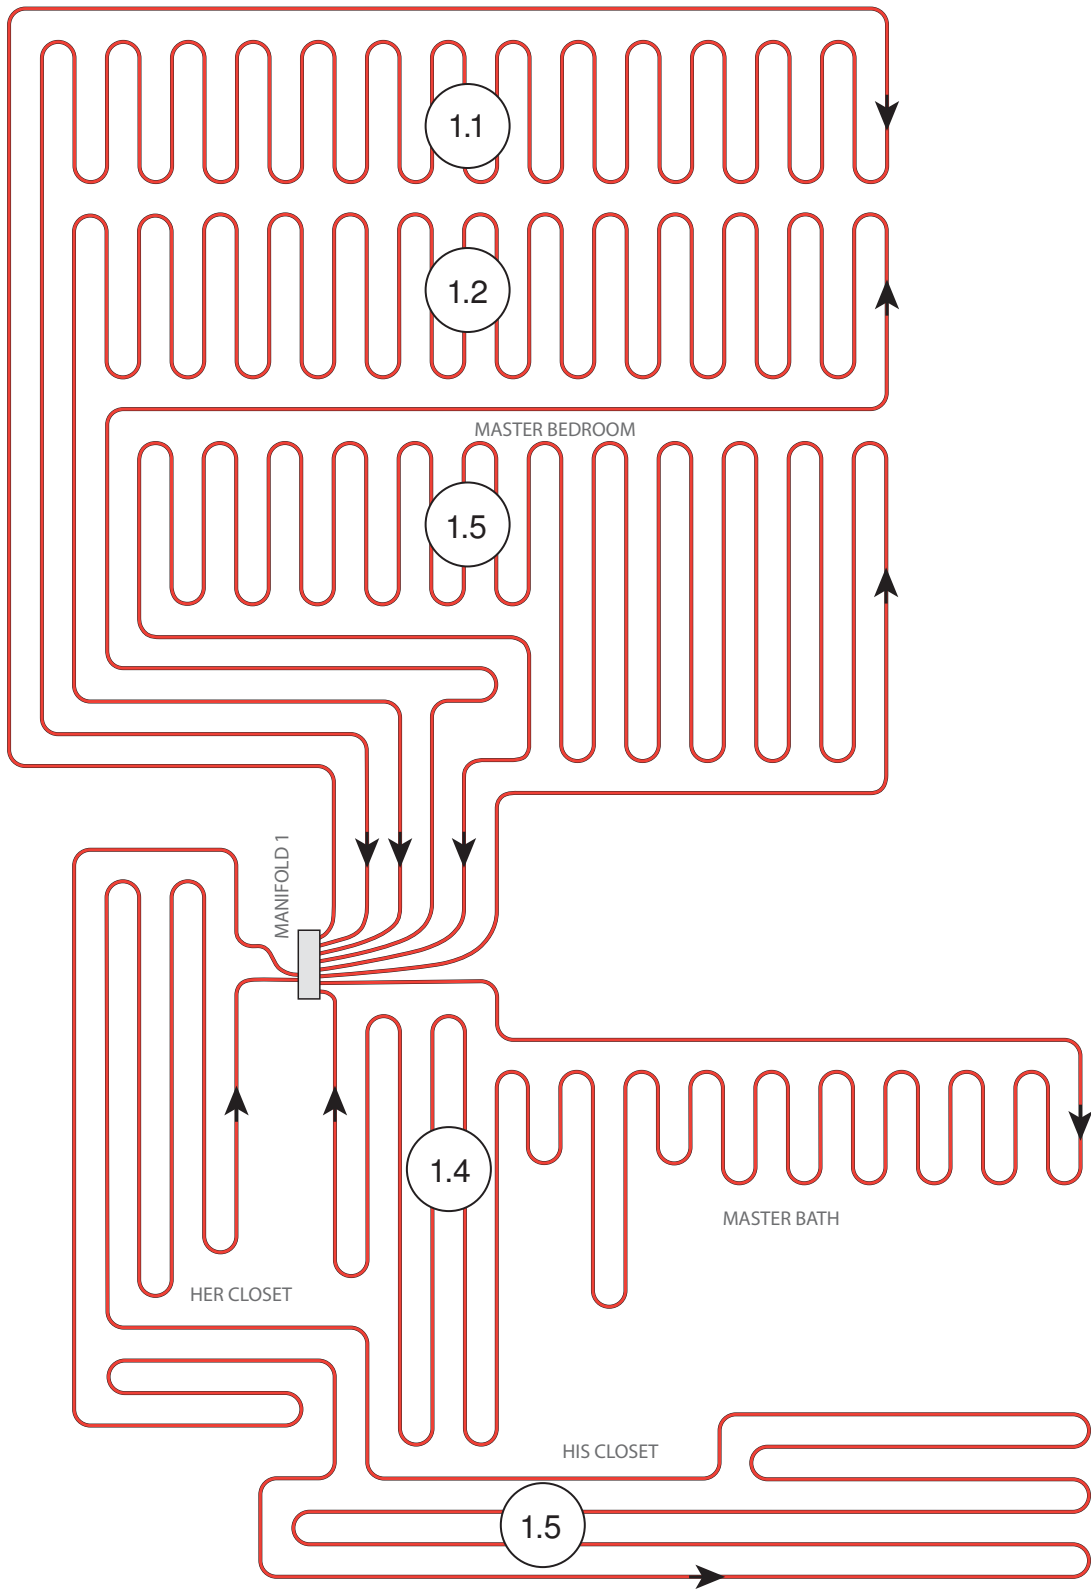 1.1
1.2
MASTER BEDROOM
1.5
MANIFOLD 1
1.4
MASTER BATH
HER CLOSET
HIS CLOSET
1.5